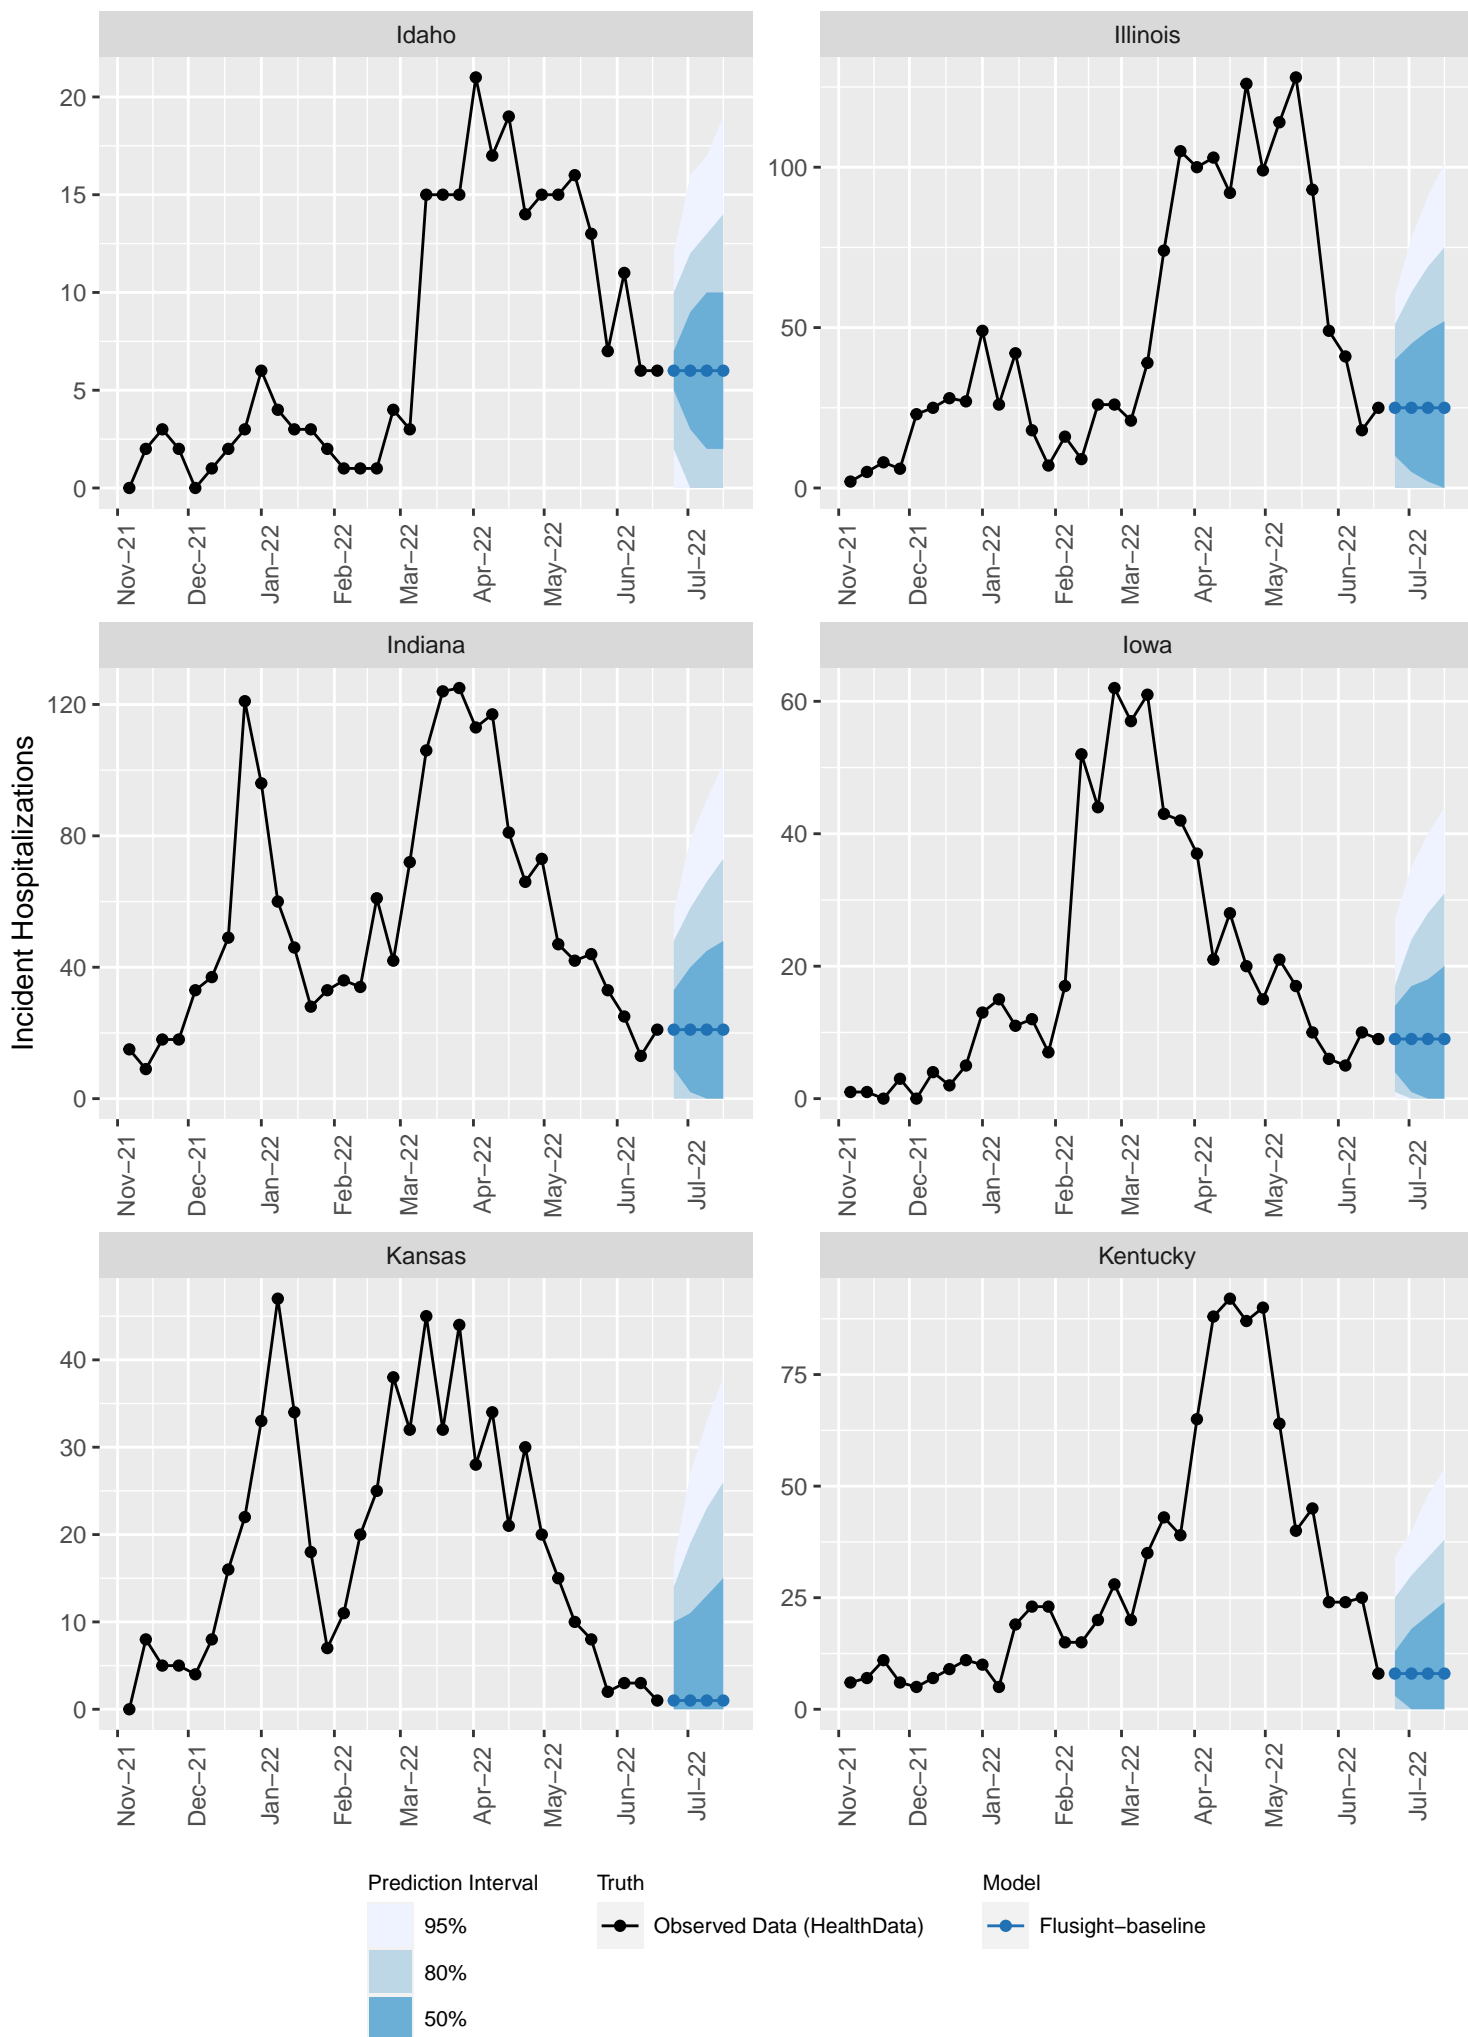 Idaho
Illinois
20
15
10
5
0
100
50
0
Nov−21
Dec−21
Jan−22
Feb−22
Mar−22
Apr−22
May−22
Jun−22
Jul−22
Nov−21
Dec−21
Jan−22
Feb−22
Mar−22
Apr−22
May−22
Jun−22
Jul−22
Incident Hospitalizations
Indiana
Iowa
120
80
40
0
60
40
20
0
Nov−21
Dec−21
Jan−22
Feb−22
Mar−22
Apr−22
May−22
Jun−22
Jul−22
Nov−21
Dec−21
Jan−22
Feb−22
Mar−22
Apr−22
May−22
Jun−22
Jul−22
Kansas
Kentucky
40
30
20
10
0
75
50
25
0
Nov−21
Dec−21
Jan−22
Feb−22
Mar−22
Apr−22
May−22
Jun−22
Jul−22
Nov−21
Dec−21
Jan−22
Feb−22
Mar−22
Apr−22
May−22
Jun−22
Jul−22
Prediction Interval
95%
80%
50%
Truth
Observed Data (HealthData)
Model
Flusight−baseline